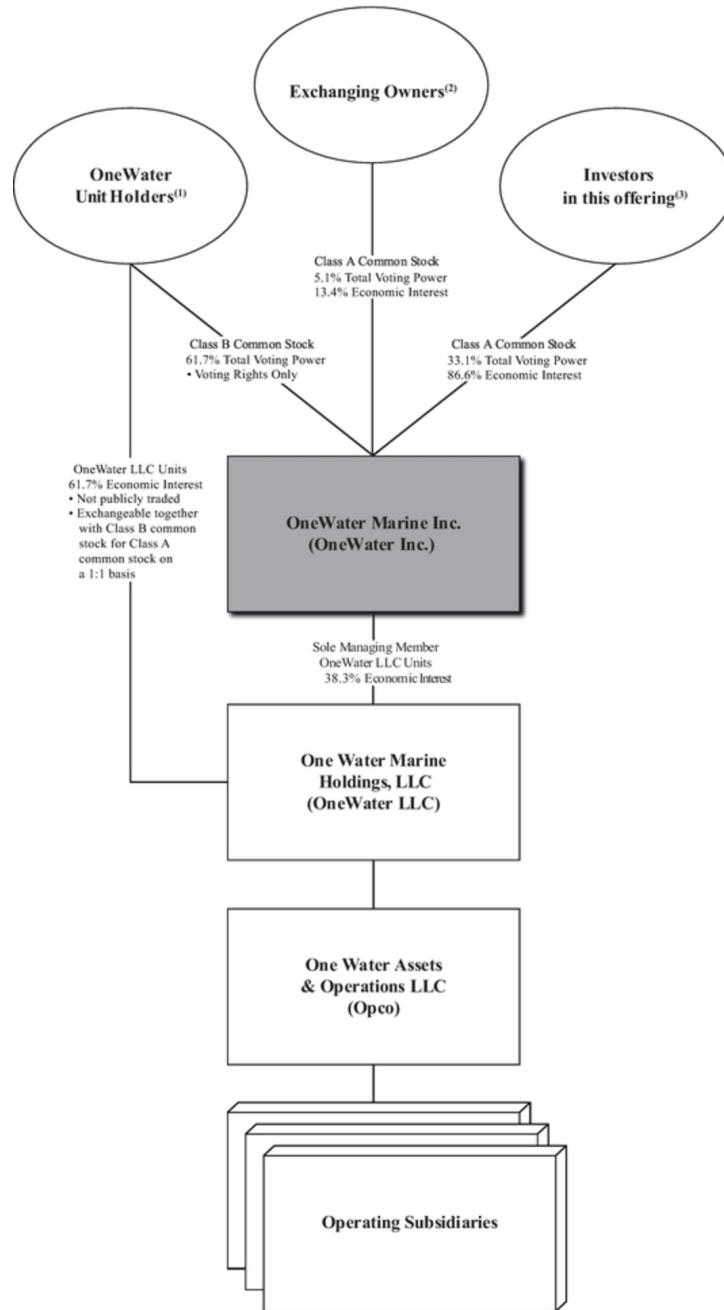 Exchanging Owners(2)
OneWater
Unit Holders(1)
Investors
in this offering(3)
Class A Common Stock
5.1% Total Voting Power
13.4% Economic Interest
Class B Common Stock
61.7% Total Voting Power
• Voting Rights Only
Class A Common Stock
33.1% Total Voting Power
86.6% Economic Interest
OneWater LLC Units
61.7% Economic Interest
• Not publicly traded
• Exchangeable together
with Class B common
stock for Class A
common stock on
a 1:1 basis
OneWater Marine Inc.
(OneWater Inc.)
Sole Managing Member
OneWater LLC Units
38.3% Economic Interest
One Water Marine
Holdings, LLC
(OneWater LLC)
One Water Assets
& Operations LLC
(Opco)
Operating Subsidiaries